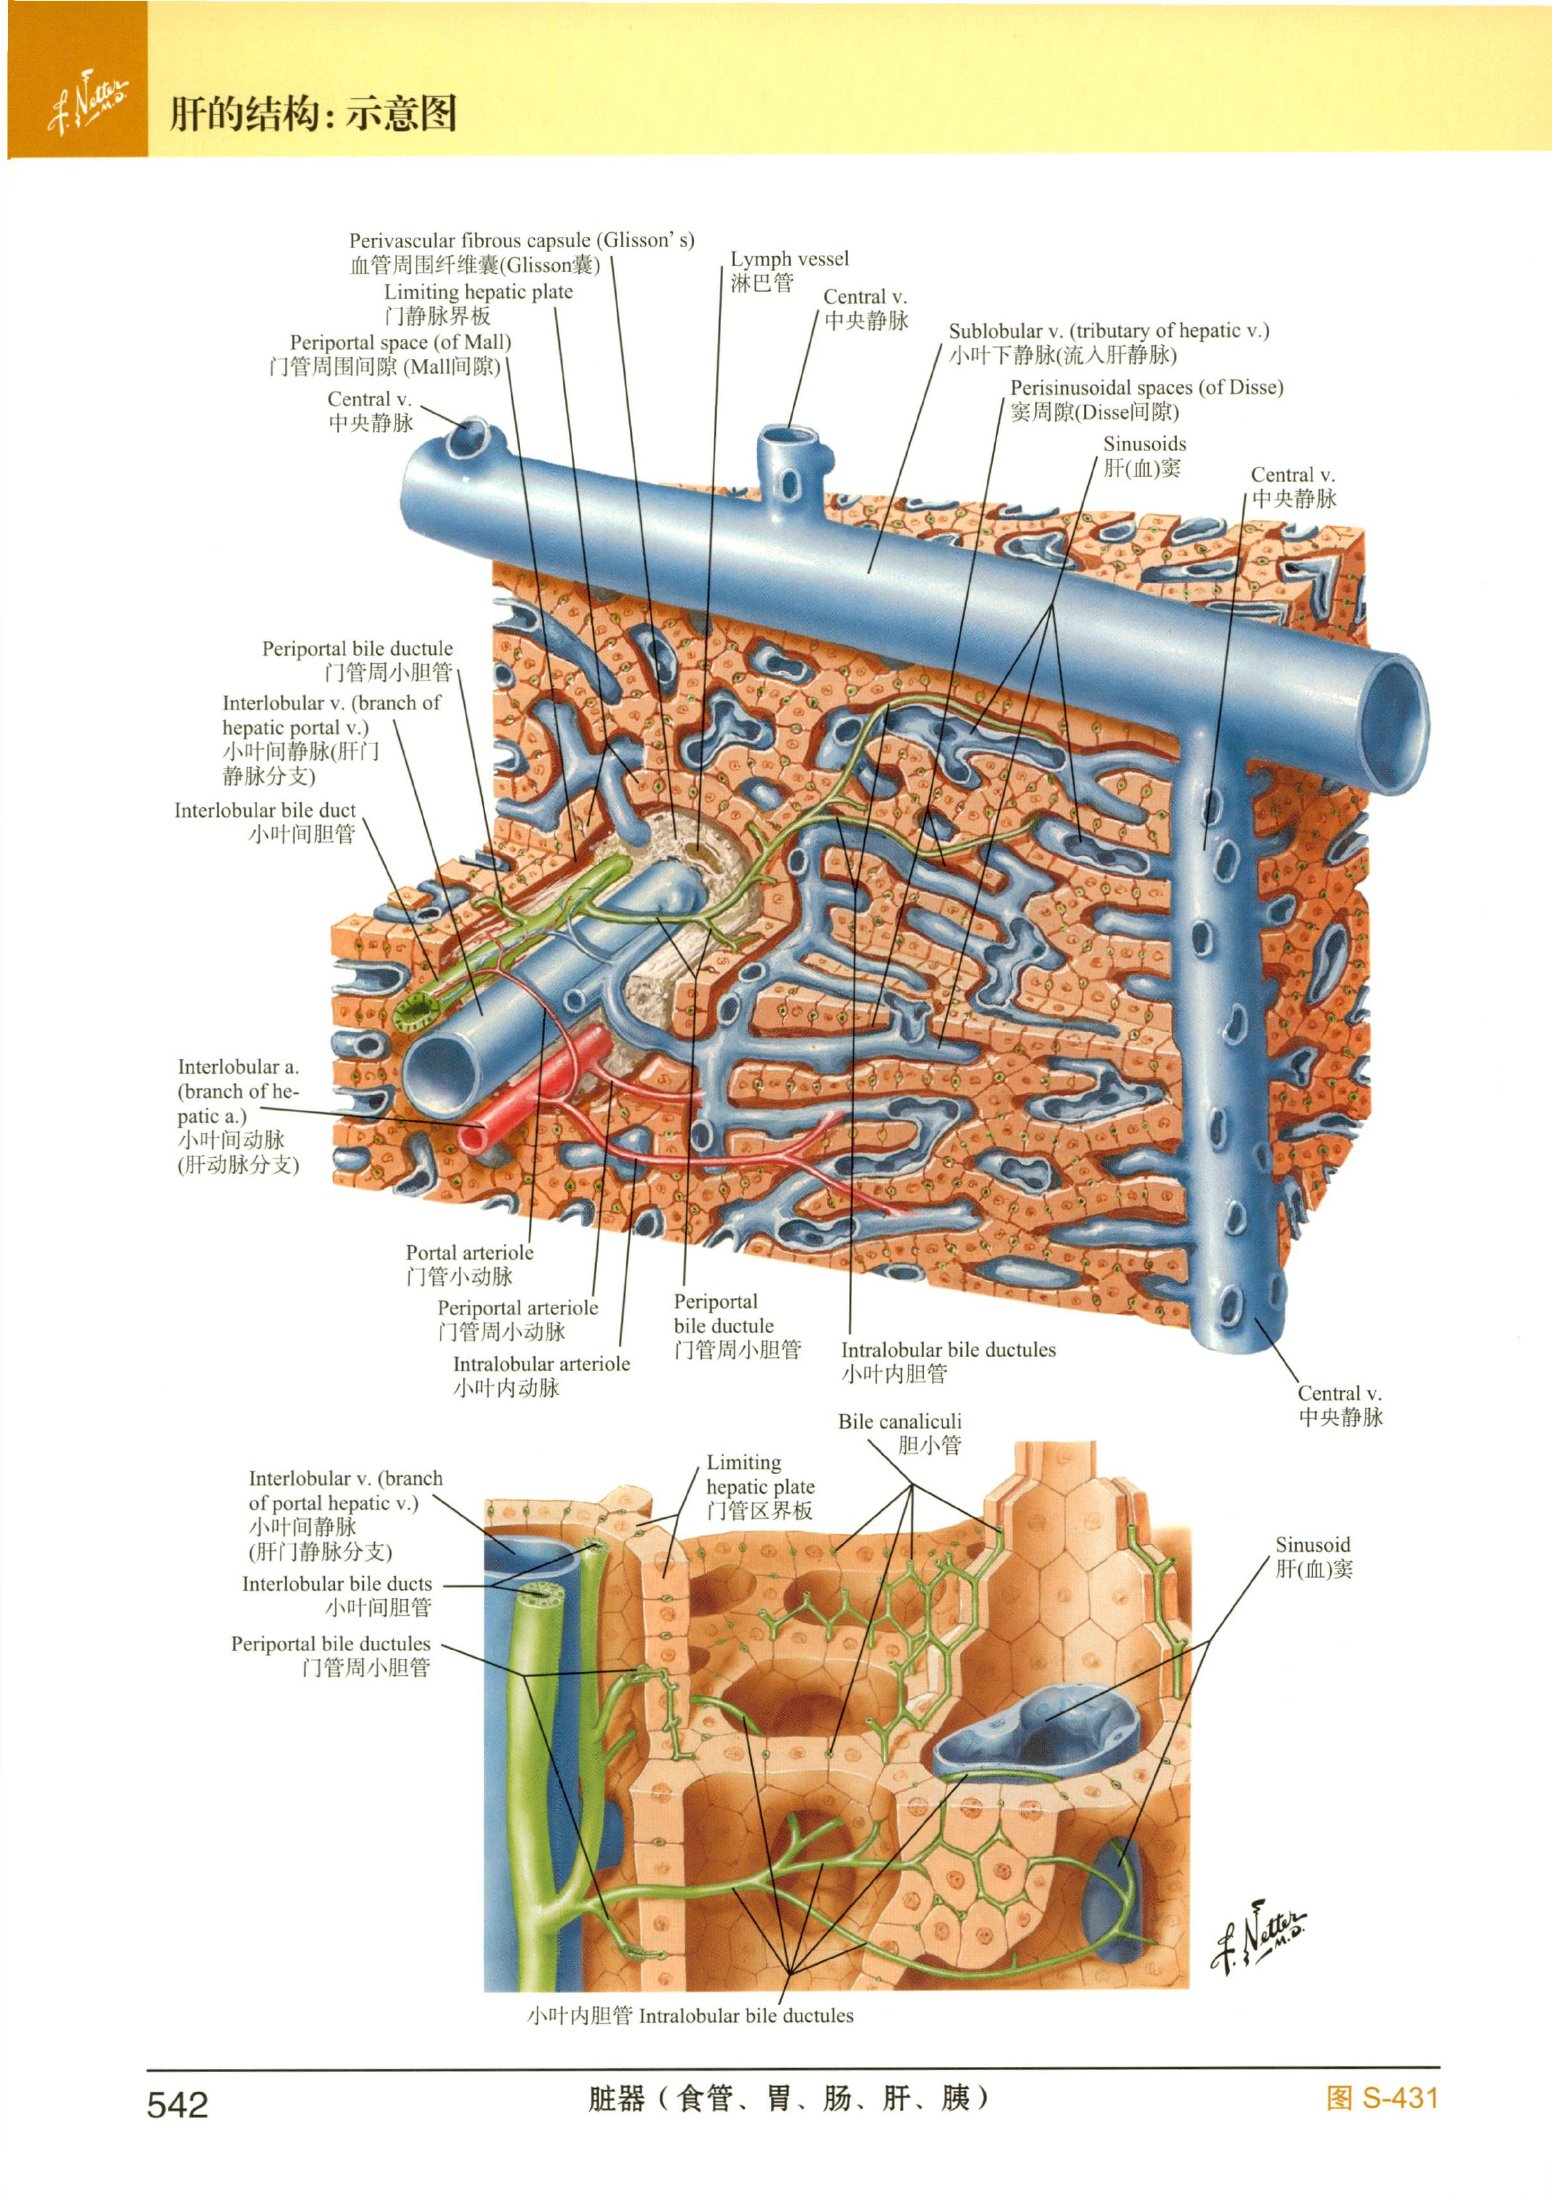 F. Netter M.D.
肝的结构：示意图
Perivascular fibrous capsule (Glisson's)
血管周围纤维囊(Glisson囊)
Limiting hepatic plate
门静脉界板
Periportal space (of Mall)
门管周围间隙 (Mall间隙)
Central v.
中央静脉
Lymph vessel
淋巴管
Central v.
中央静脉
Sublobular v. (tributary of hepatic v.)
小叶下静脉(流入肝静脉)
Perisinusoidal spaces (of Disse)
窦周隙(Disse间隙)
Sinusoids
肝(血)窦
Central v.
中央静脉
Periportal bile ductule
门管周小胆管
Interlobular v. (branch of
hepatic portal v.)
小叶间静脉(肝门
静脉分支)
Interlobular bile duct
小叶间胆管
Interlobular a.
(branch of he-
patic a.)
小叶间动脉
(肝动脉分支)
Portal arteriole
门管小动脉
Periportal arteriole
门管周小动脉
Intralobular arteriole
小叶内动脉
Periportal
bile ductule
门管周小胆管
Intralobular bile ductules
小叶内胆管
Central v.
中央静脉
Bile canaliculi
胆小管
Limiting
hepatic plate
门管区界板
Interlobular v. (branch
of portal hepatic v.)
小叶间静脉
(肝门静脉分支)
Interlobular bile ducts
小叶间胆管
Periportal bile ductules
门管周小胆管
Sinusoid
肝(血)窦
F. Netter M.D.
小叶内胆管 Intralobular bile ductules
542
脏器（食管、胃、肠、肝、胰）
图 S-431